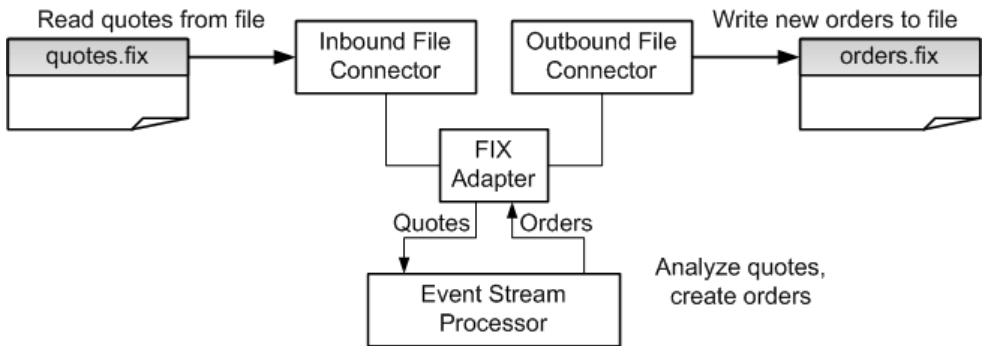 Read quotes from file
Write new orders to file
quotes.fix
Inbound File
Connector
Outbound File
Connector
orders.fix
FIX
Adapter
Quotes
Orders
Analyze quotes,
create orders
Event Stream
Processor